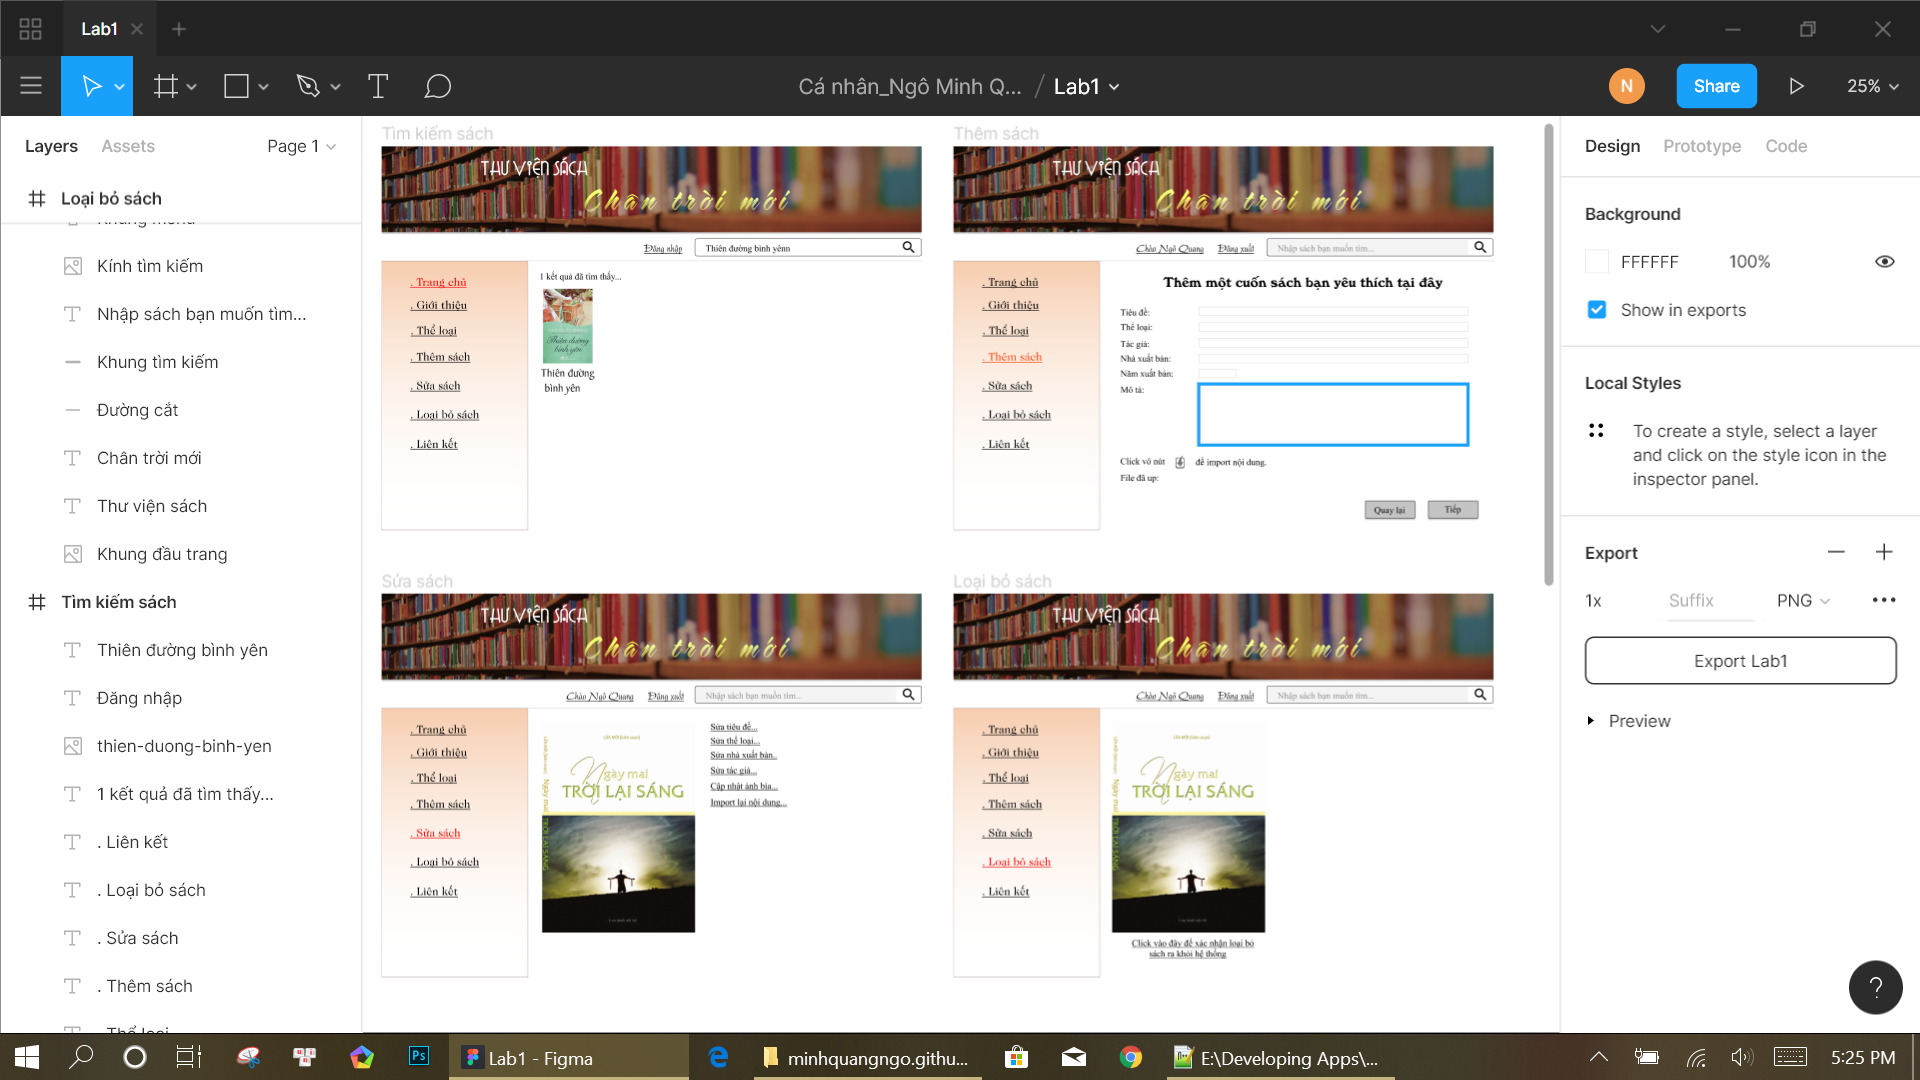 Lab1
Cá nhân_Ngô Minh Q... / Lab1
N
Share
25%
Layers
Assets
Page 1
Loại bỏ sách
Khung menu
Kính tìm kiếm
Nhập sách bạn muốn tìm...
Khung tìm kiếm
Đường cắt
Chân trời mới
Thư viện sách
Khung đầu trang
Tìm kiếm sách
Thiên đường bình yên
Đăng nhập
thien-duong-binh-yen
1 kết quả đã tìm thấy...
. Liên kết
. Loại bỏ sách
. Sửa sách
. Thêm sách
. Thể loại
Tìm kiếm sách
THƯ VIỆN SÁCH
Chân trời mới
Đăng nhập
Thiên đường bình yênn
. Trang chủ
. Giới thiệu
. Thể loại
. Thêm sách
. Sửa sách
. Loại bỏ sách
. Liên kết
1 kết quả đã tìm thấy...
Thiên đường
bình yên
Thiên đường
bình yên
Thêm sách
THƯ VIỆN SÁCH
Chân trời mới
Chào Ngô Quang
Đăng xuất
Nhập sách bạn muốn tìm...
. Trang chủ
. Giới thiệu
. Thể loại
. Thêm sách
. Sửa sách
. Loại bỏ sách
. Liên kết
Thêm một cuốn sách bạn yêu thích tại đây
Tiêu đề:
Thể loại:
Tác giả:
Nhà xuất bản:
Năm xuất bản:
Mô tả:
Click vô nút để import nội dung.
File đã up:
Quay lại
Tiếp
Sửa sách
THƯ VIỆN SÁCH
Chân trời mới
Chào Ngô Quang
Đăng xuất
Nhập sách bạn muốn tìm...
. Trang chủ
. Giới thiệu
. Thể loại
. Thêm sách
. Sửa sách
. Loại bỏ sách
. Liên kết
Ngày mai
TRỜI LẠI SÁNG
Sửa tiêu đề...
Sửa thể loại...
Sửa nhà xuất bản..
Sửa tác giả...
Cập nhật ảnh bìa...
Import lại nội dung...
Loại bỏ sách
THƯ VIỆN SÁCH
Chân trời mới
Chào Ngô Quang
Đăng xuất
Nhập sách bạn muốn tìm...
. Trang chủ
. Giới thiệu
. Thể loại
. Thêm sách
. Sửa sách
. Loại bỏ sách
. Liên kết
Ngày mai
TRỜI LẠI SÁNG
Click vào đây để xác nhận loại bỏ
sách ra khỏi hệ thống
Design
Prototype
Code
Background
FFFFFF
100%
Show in exports
Local Styles
To create a style, select a layer
and click on the style icon in the
inspector panel.
Export
1x
Suffix
PNG
Export Lab1
Preview
?
Ps
Lab1 - Figma
minhquangngo.githu...
E:\Developing Apps\...
5:25 PM